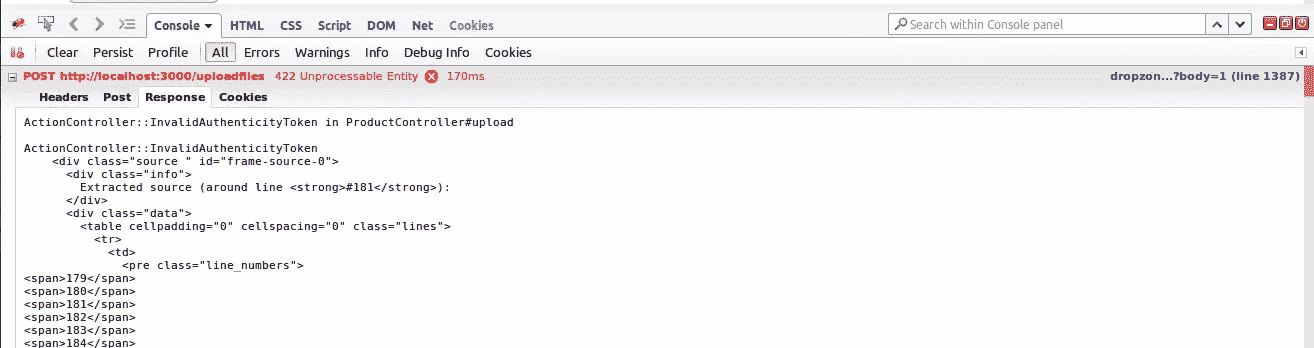 Console HTML CSS Script DOM Net Cookies Search within Console panel
Clear Persist Profile All Errors Warnings Info Debug Info Cookies
POST http://localhost:3000/uploadfiles 422 Unprocessable Entity 170ms dropzon...?body=1 (line 1387)
Headers Post Response Cookies
ActionController::InvalidAuthenticityToken in ProductController#upload
ActionController::InvalidAuthenticityToken
<div class="source " id="frame-source-0">
<div class="info">
Extracted source (around line <strong>#181</strong>):
</div>
<div class="data">
<table cellpadding="0" cellspacing="0" class="lines">
<tr>
<td>
<pre class="line_numbers">
<span>179</span>
<span>180</span>
<span>181</span>
<span>182</span>
<span>183</span>
<span>184</span>